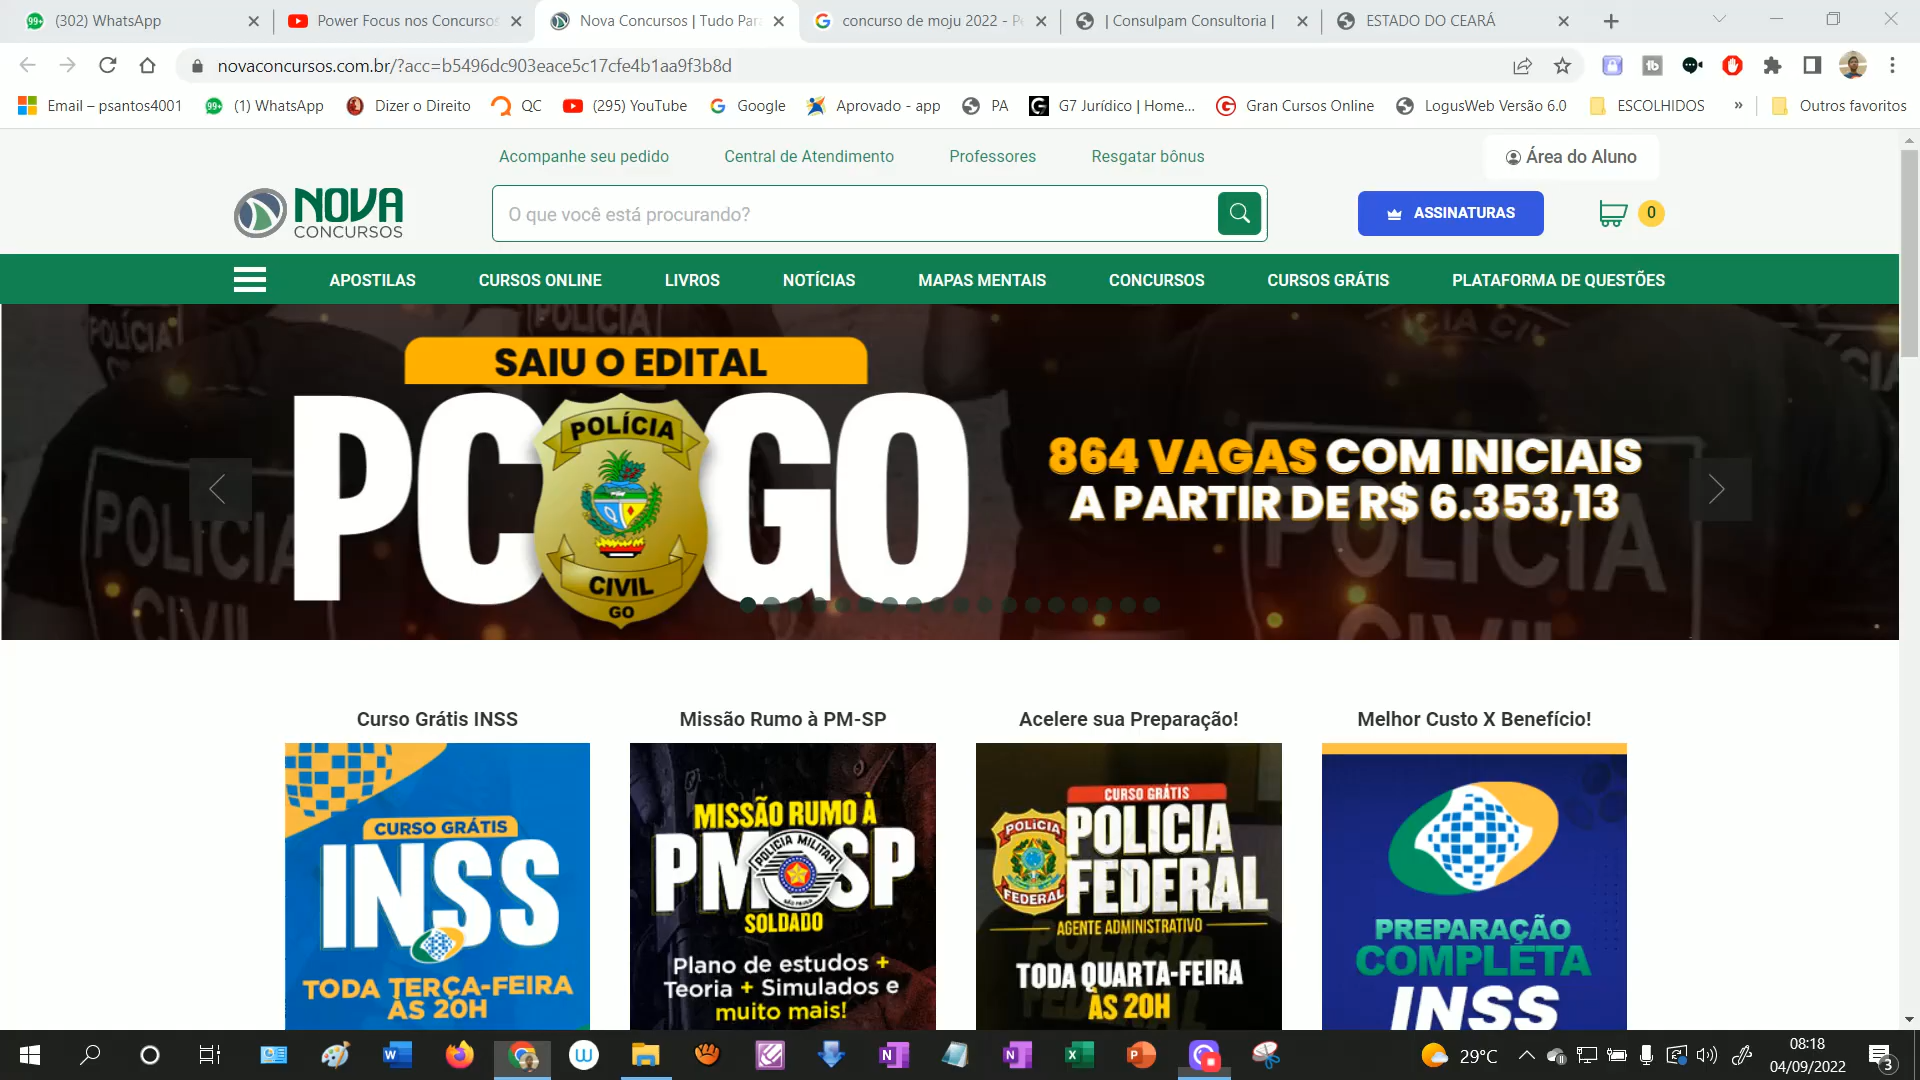 (302) WhatsApp
Power Focus nos Concursos
Nova Concursos | Tudo Para
concurso de moju 2022 - Pe
| Consulpam Consultoria |
ESTADO DO CEARÁ
novaconcursos.com.br/?acc=b5496dc903eace5c17cfe4b1aa9f3b8d
Email – psantos4001
(1) WhatsApp
Dizer o Direito
QC
(295) YouTube
Google
Aprovado - app
PA
G7 Jurídico | Home...
Gran Cursos Online
LogusWeb Versão 6.0
ESCOLHIDOS
»
Outros favoritos
Acompanhe seu pedido
Central de Atendimento
Professores
Resgatar bônus
Área do Aluno
NOVA
CONCURSOS
O que você está procurando?
ASSINATURAS
0
APOSTILAS
CURSOS ONLINE
LIVROS
NOTÍCIAS
MAPAS MENTAIS
CONCURSOS
CURSOS GRÁTIS
PLATAFORMA DE QUESTÕES
SAIU O EDITAL
PC GO
POLÍCIA
CIVIL
GO
864 VAGAS COM INICIAIS
A PARTIR DE R$ 6.353,13
POLÍCIA
CIVIL
Curso Grátis INSS
Missão Rumo à PM-SP
Acelere sua Preparação!
Melhor Custo X Benefício!
CURSO GRÁTIS
INSS
TODA TERÇA-FEIRA
ÀS 20H
MISSÃO RUMO À
PM SP
POLICIA MILITAR
SOLDADO
Plano de estudos +
Teoria + Simulados e
muito mais!
CURSO GRÁTIS
POLICIA
FEDERAL
POLICIA
FEDERAL
AGENTE ADMINISTRATIVO
TODA QUARTA-FEIRA
ÀS 20H
PREPARAÇÃO
COMPLETA
INSS
29°C
08:18
04/09/2022
3